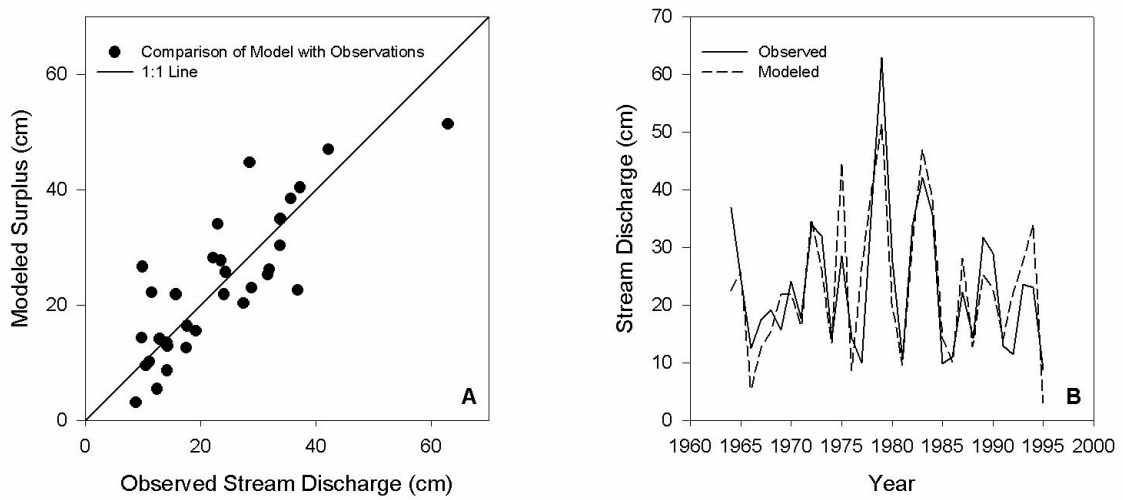 Comparison of Model with Observations
1:1 Line
Modeled Surplus (cm)
60
40
20
0
A
0 20 40 60
Observed Stream Discharge (cm)
Observed
Modeled
Stream Discharge (cm)
70
60
50
40
30
20
10
0
B
1960 1965 1970 1975 1980 1985 1990 1995 2000
Year